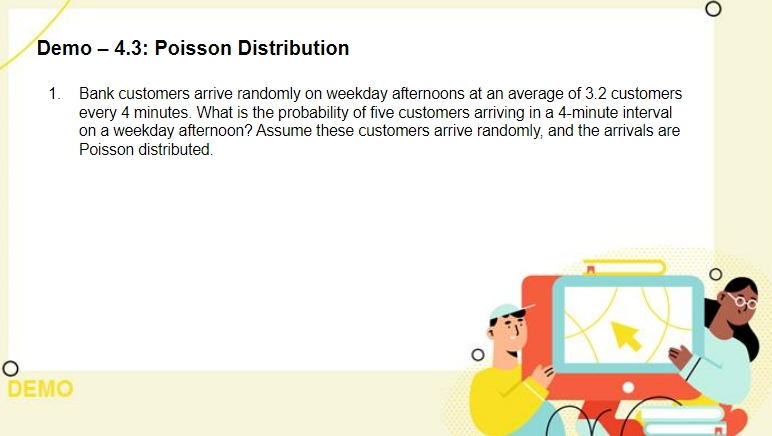 Demo – 4.3: Poisson Distribution
1. Bank customers arrive randomly on weekday afternoons at an average of 3.2 customers
every 4 minutes. What is the probability of five customers arriving in a 4-minute interval
on a weekday afternoon? Assume these customers arrive randomly, and the arrivals are
Poisson distributed.
DEMO